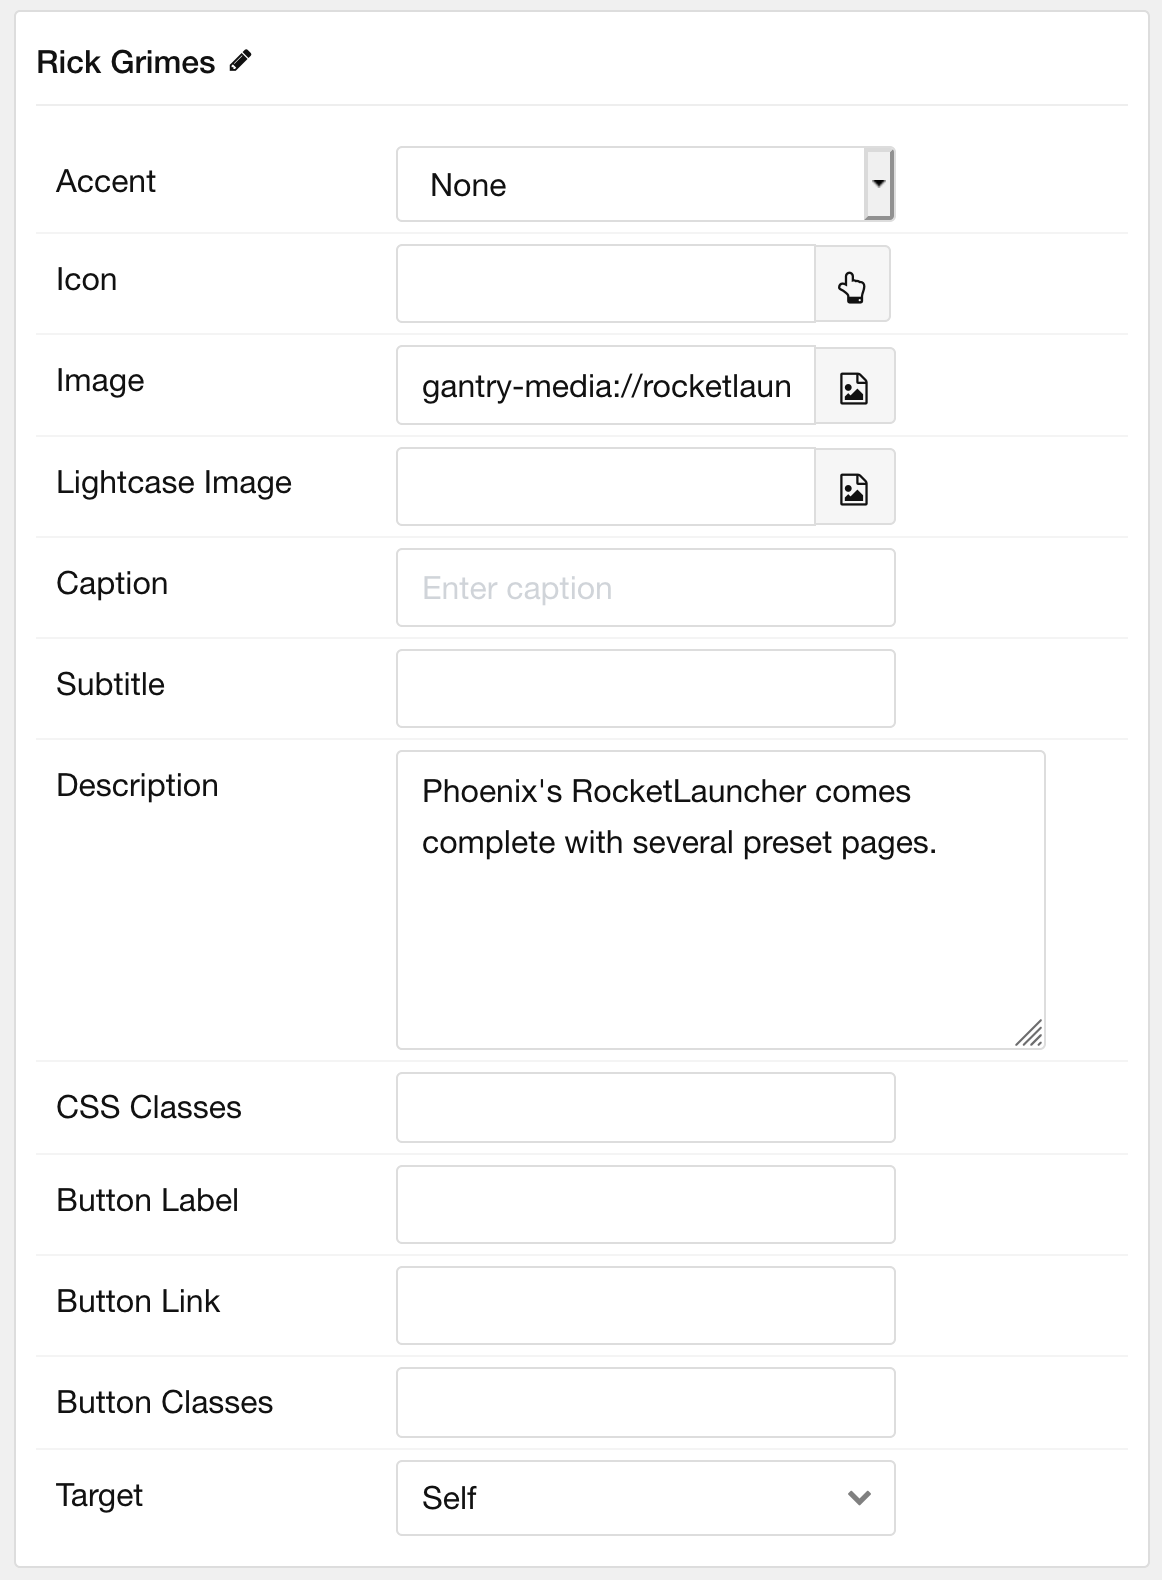 Rick Grimes
Accent
None
Icon
Image
gantry-media://rocketlaun
Lightcase Image
Caption
Enter caption
Subtitle
Description
Phoenix's RocketLauncher comes
complete with several preset pages.
CSS Classes
Button Label
Button Link
Button Classes
Target
Self